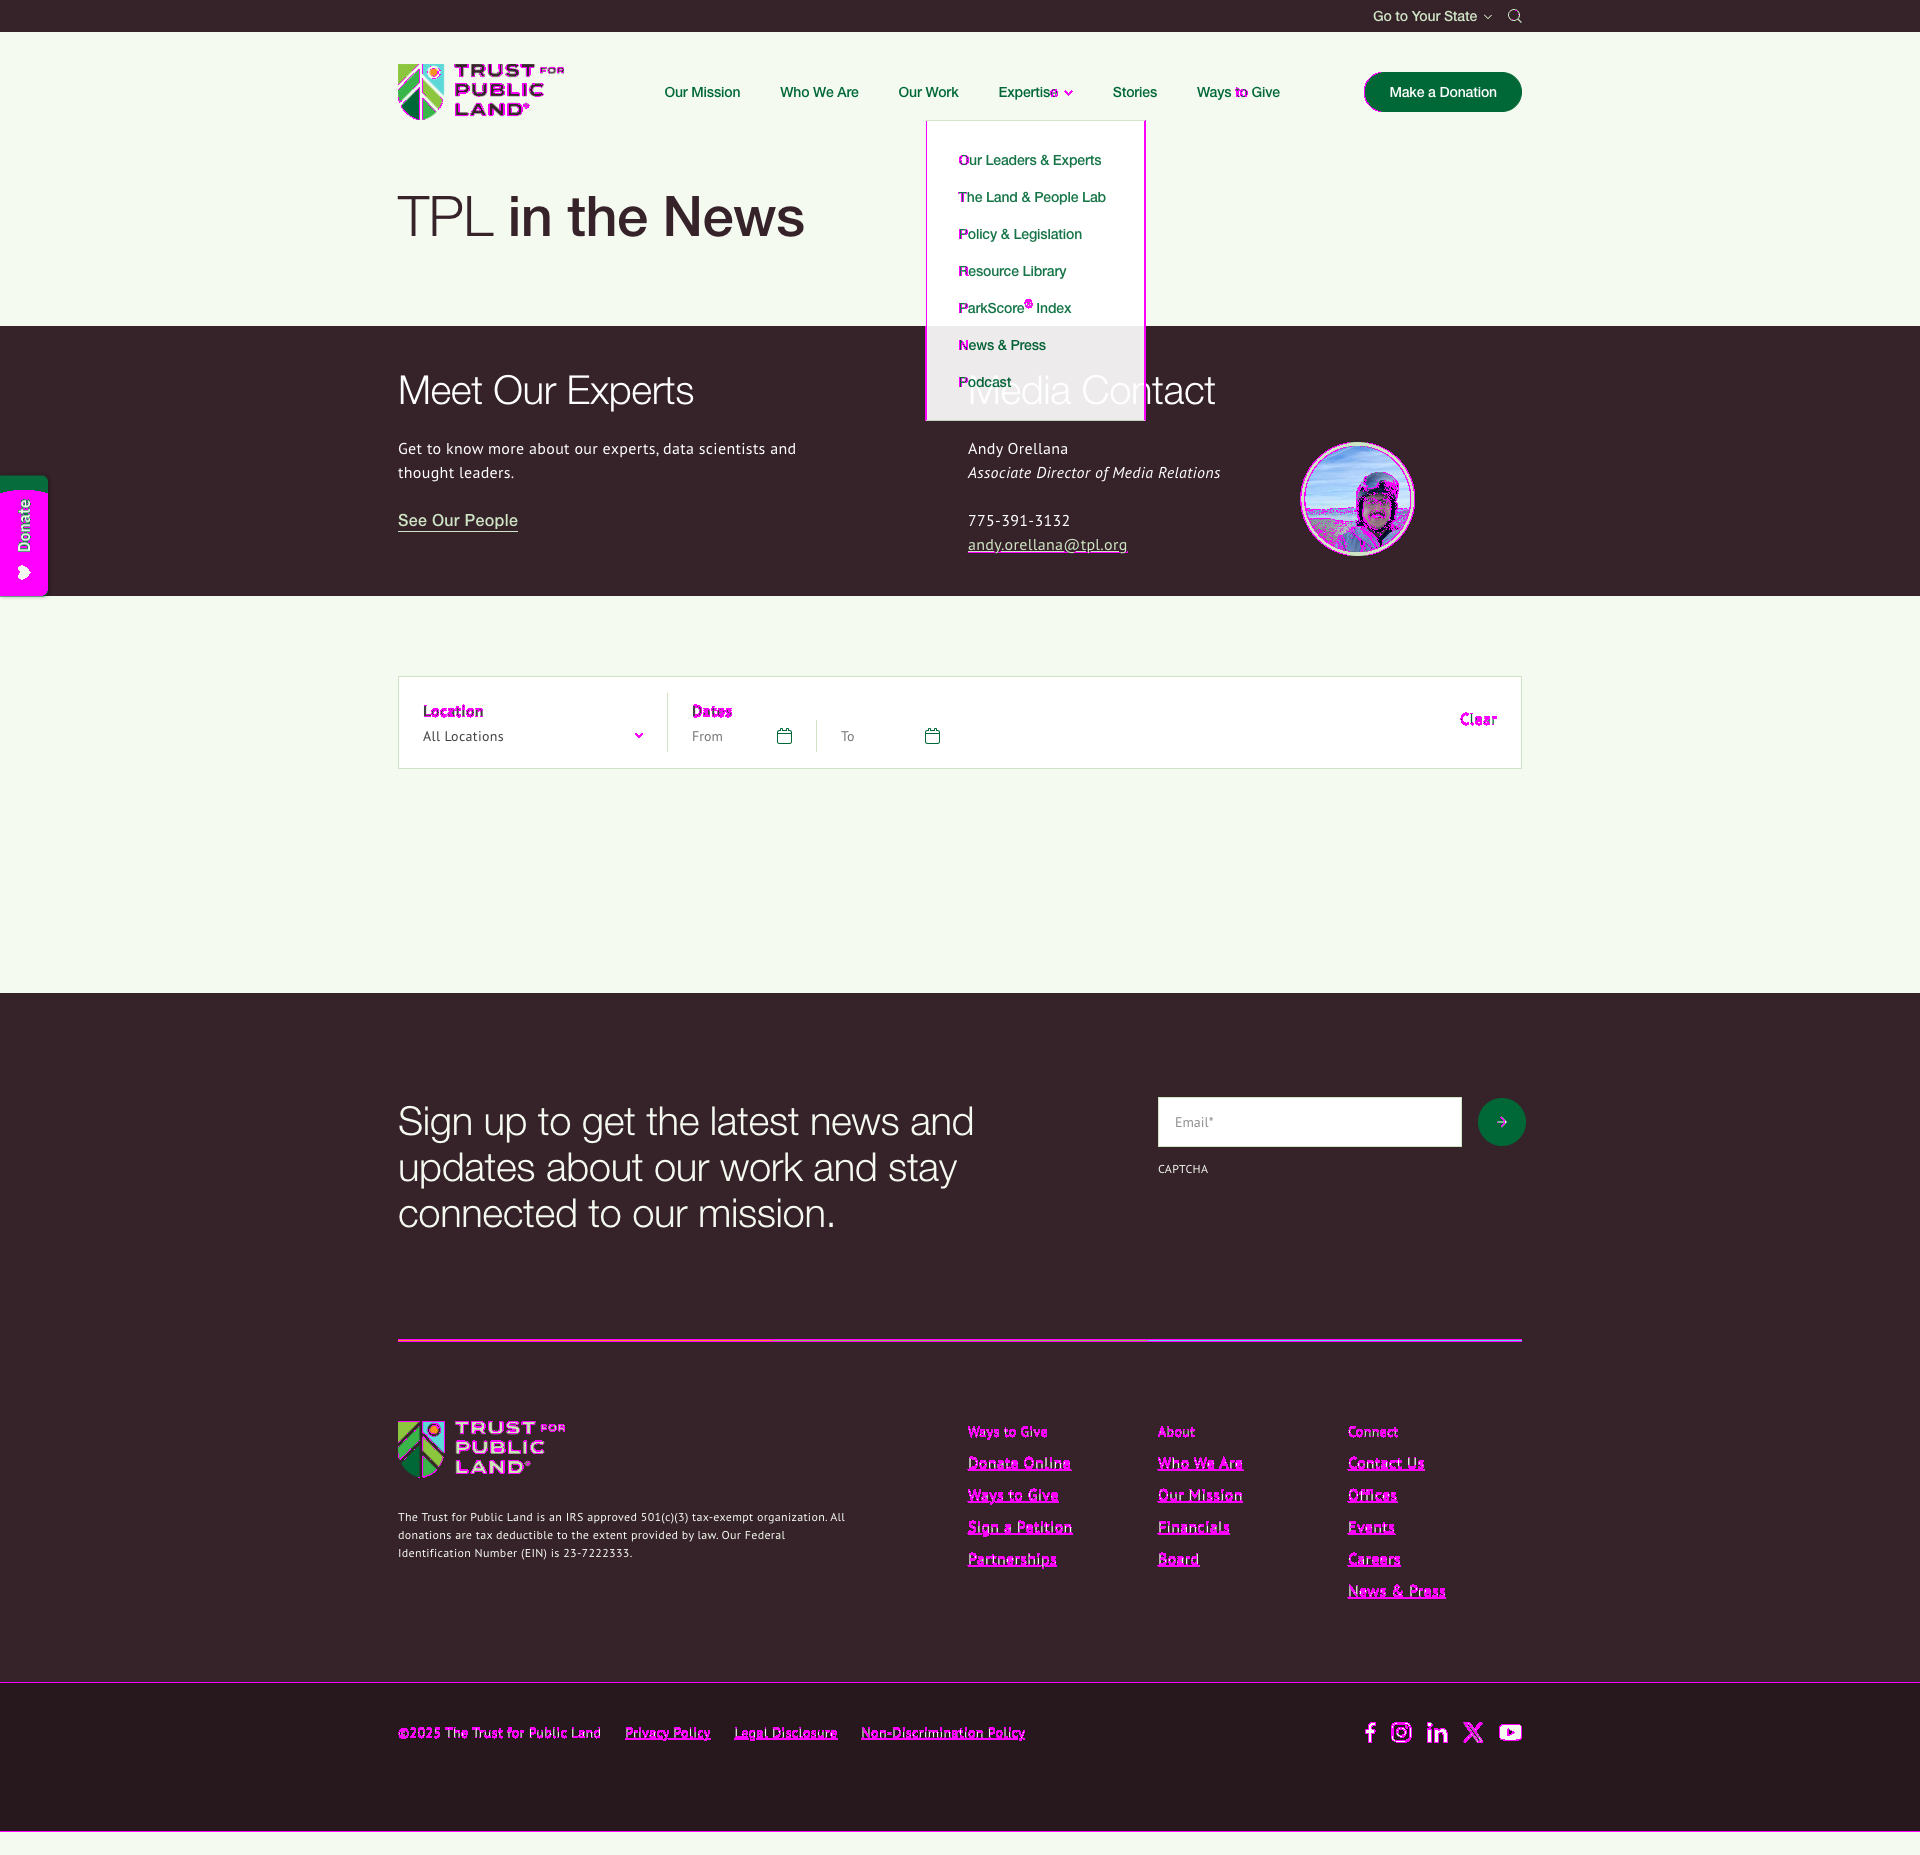 Go to Your State
TRUST FOR
PUBLIC
LAND®
Our Mission
Who We Are
Our Work
Expertise
Stories
Ways to Give
Make a Donation
Our Leaders & Experts
The Land & People Lab
Policy & Legislation
Resource Library
ParkScore® Index
News & Press
Podcast
TPL in the News
Meet Our Experts
Get to know more about our experts, data scientists and
thought leaders.
See Our People
Media Contact
Andy Orellana
Associate Director of Media Relations
775-391-3132
andy.orellana@tpl.org
Donate
Location
All Locations
Dates
From
To
Clear
Sign up to get the latest news and
updates about our work and stay
connected to our mission.
Email*
CAPTCHA
TRUST FOR
PUBLIC
LAND®
The Trust for Public Land is an IRS approved 501(c)(3) tax-exempt organization. All
donations are tax deductible to the extent provided by law. Our Federal
Identification Number (EIN) is 23-7222333.
Ways to Give
Donate Online
Ways to Give
Sign a Petition
Partnerships
About
Who We Are
Our Mission
Financials
Board
Connect
Contact Us
Offices
Events
Careers
News & Press
©2025 The Trust for Public Land
Privacy Policy
Legal Disclosure
Non-Discrimination Policy